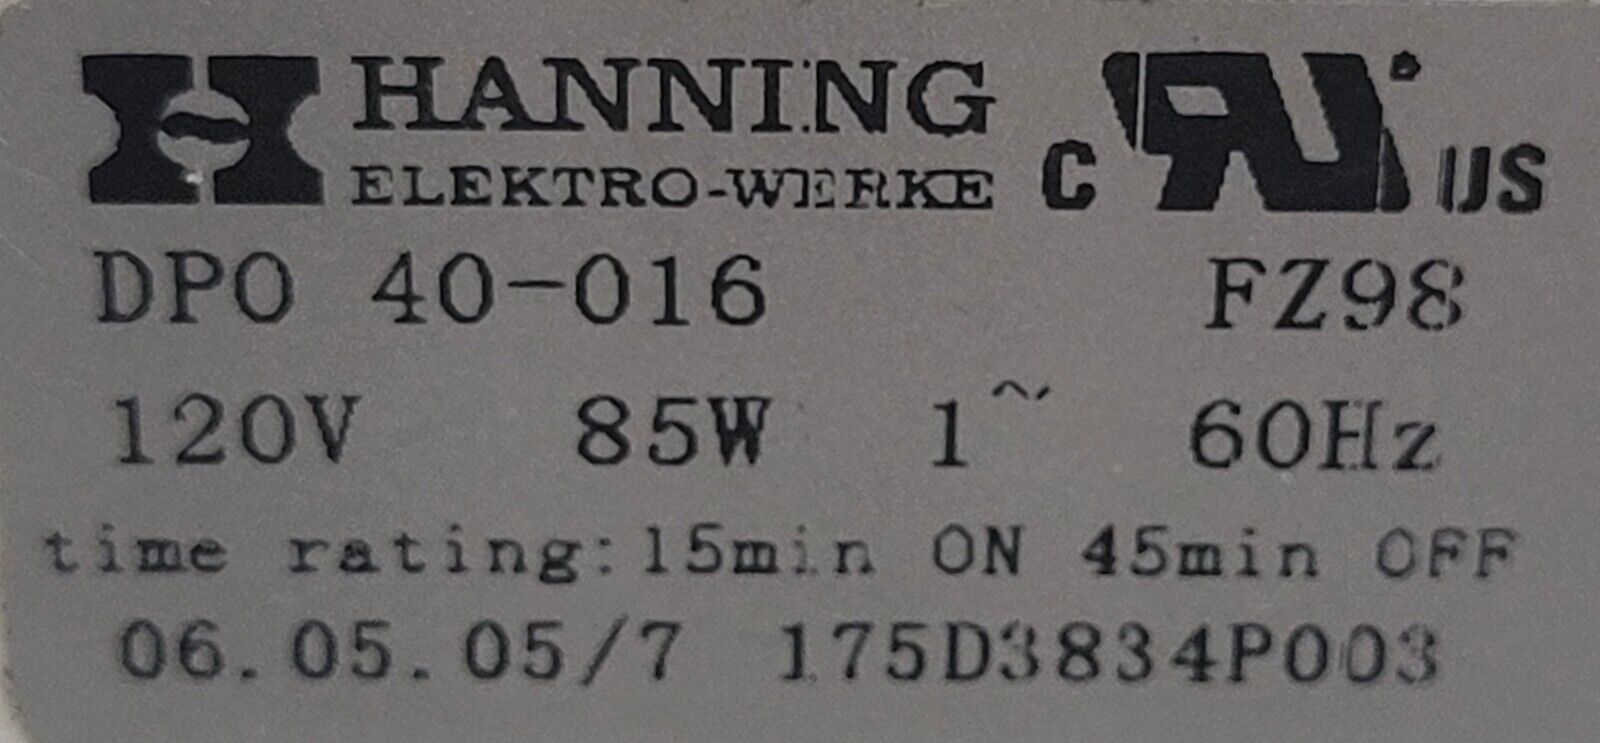 HANNING
ELEKTRO-WERKE
c RU US
DPO 40-016 FZ98
120V 85W 1~ 60Hz
time rating:15min ON 45min OFF
06.05.05/7 175D3834P003